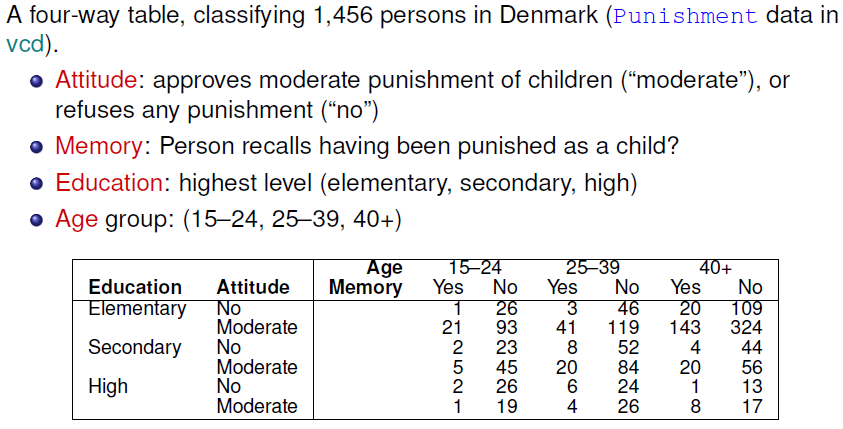 A four-way table, classifying 1,456 persons in Denmark (Punishment data in
vcd).
Attitude: approves moderate punishment of children (“moderate”), or
refuses any punishment (“no”)
Memory: Person recalls having been punished as a child?
Education: highest level (elementary, secondary, high)
Age group: (15–24, 25–39, 40+)
Age 15–24 25–39 40+
Education Attitude Memory Yes No Yes No Yes No
Elementary No 1 26 3 46 20 109
Moderate 21 93 41 119 143 324
Secondary No 2 23 8 52 4 44
Moderate 5 45 20 84 20 56
High No 2 26 6 24 1 13
Moderate 1 19 4 26 8 17